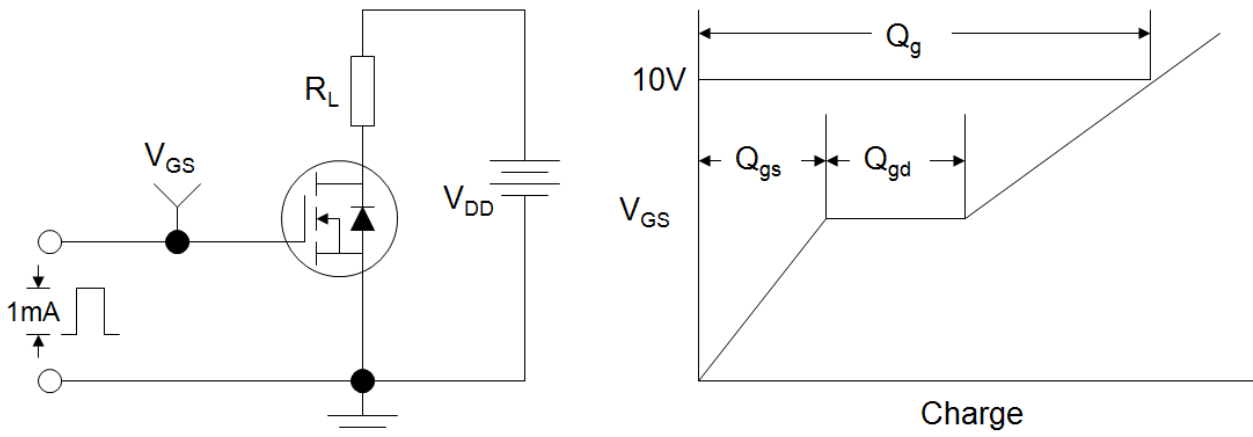 R_L
V_GS
V_DD
1mA
Q_g
10V
Q_gs
Q_gd
V_GS
Charge